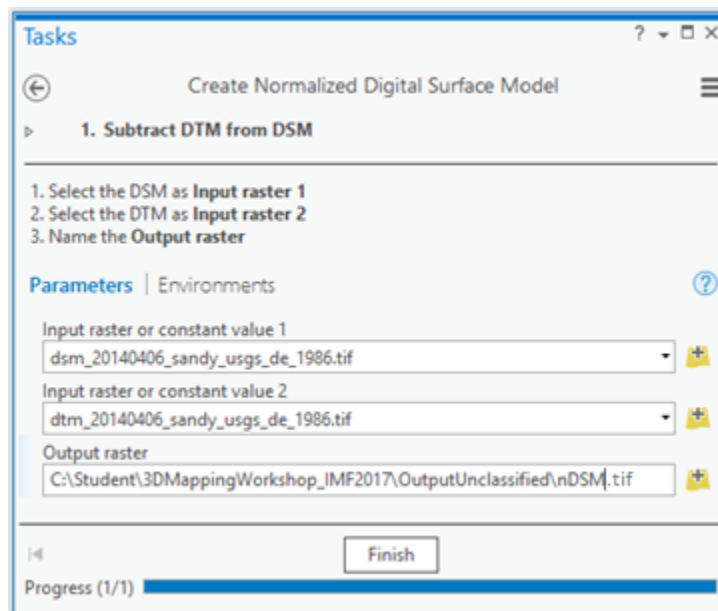 Tasks
Create Normalized Digital Surface Model
1. Subtract DTM from DSM
1. Select the DSM as Input raster 1
2. Select the DTM as Input raster 2
3. Name the Output raster
Parameters | Environments
Input raster or constant value 1
dsm_20140406_sandy_usgs_de_1986.tif
Input raster or constant value 2
dtm_20140406_sandy_usgs_de_1986.tif
Output raster
C:\Student\3DMappingWorkshop_IMF2017\OutputUnclassified\nDSM.tif
Finish
Progress (1/1)